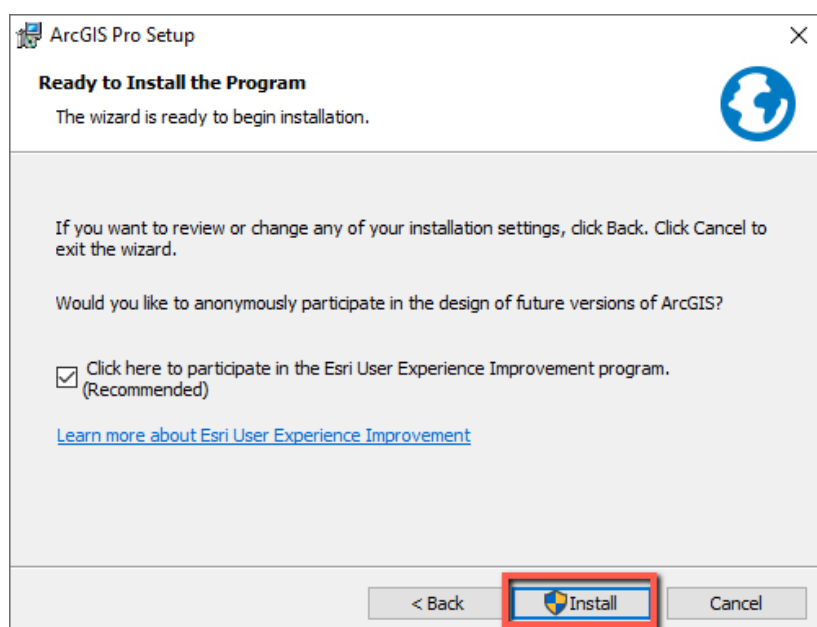 ArcGIS Pro Setup
Ready to Install the Program
The wizard is ready to begin installation.
If you want to review or change any of your installation settings, click Back. Click Cancel to
exit the wizard.
Would you like to anonymously participate in the design of future versions of ArcGIS?
Click here to participate in the Esri User Experience Improvement program.
(Recommended)
Learn more about Esri User Experience Improvement
< Back
Install
Cancel